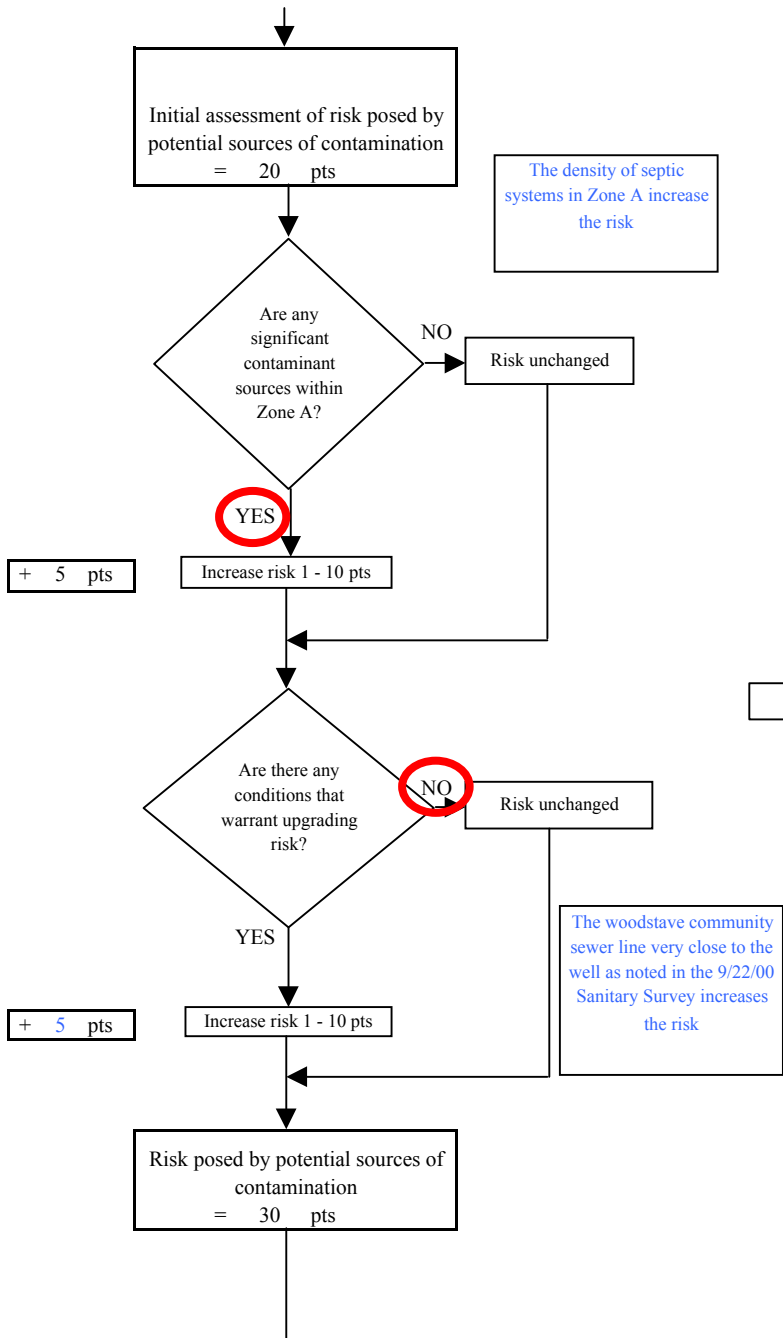 Initial assessment of risk posed by
potential sources of contamination
= 20 pts
The density of septic
systems in Zone A increase
the risk
Are any
significant
contaminant
sources within
Zone A?
NO
Risk unchanged
YES
+ 5 pts
Increase risk 1 - 10 pts
Are there any
conditions that
warrant upgrading
risk?
NO
Risk unchanged
YES
The woodstave community
sewer line very close to the
well as noted in the 9/22/00
Sanitary Survey increases
the risk
+ 5 pts
Increase risk 1 - 10 pts
Risk posed by potential sources of
contamination
= 30 pts